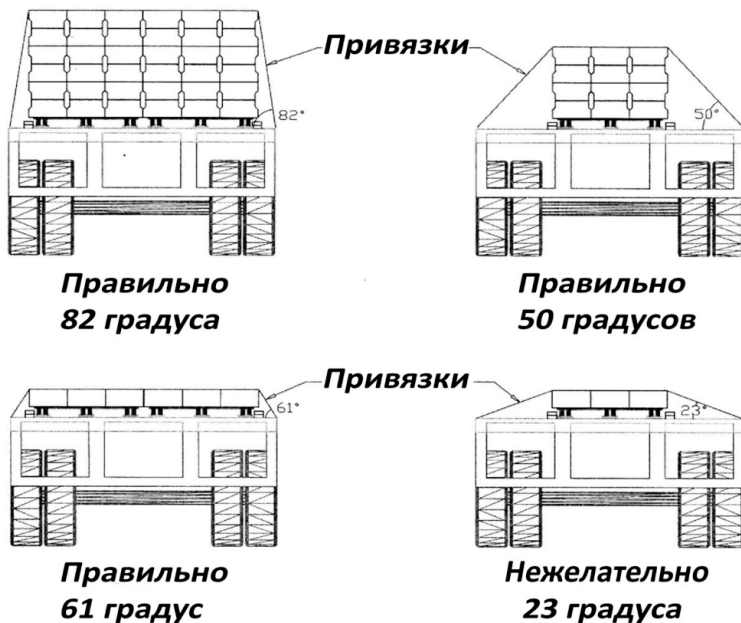 Привязки
82°
50°
Правильно
82 градуса
Правильно
50 градусов
Привязки
61°
23°
Правильно
61 градус
Нежелательно
23 градуса